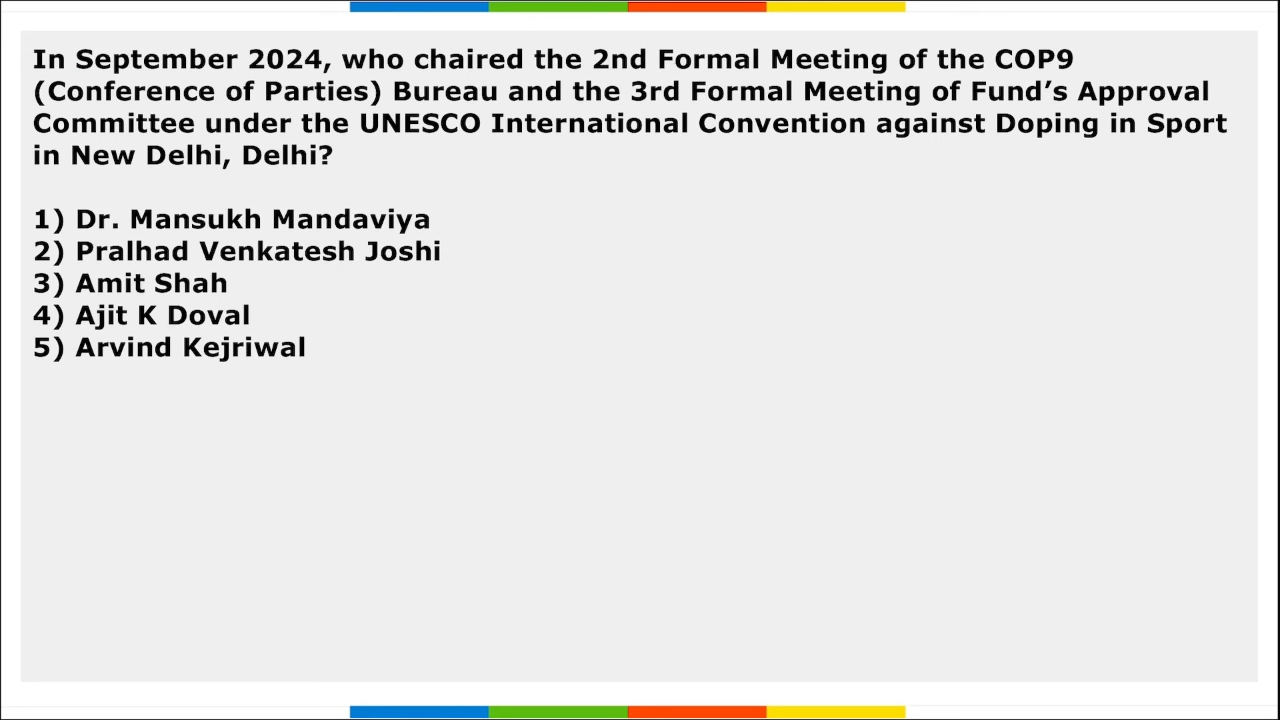 In September 2024, who chaired the 2nd Formal Meeting of the COP9
(Conference of Parties) Bureau and the 3rd Formal Meeting of Fund’s Approval
Committee under the UNESCO International Convention against Doping in Sport
in New Delhi, Delhi?
1) Dr. Mansukh Mandaviya
2) Pralhad Venkatesh Joshi
3) Amit Shah
4) Ajit K Doval
5) Arvind Kejriwal